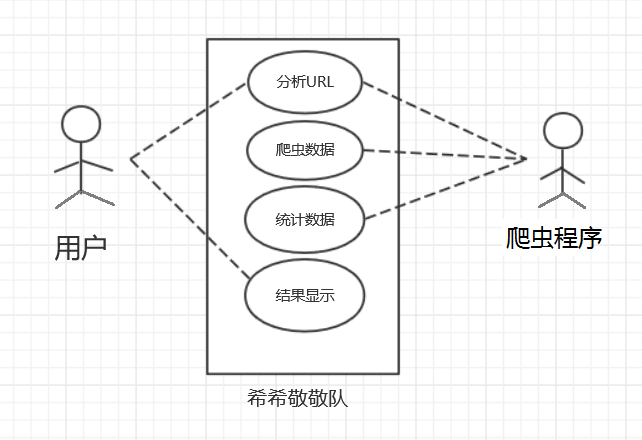 分析URL
爬虫数据
统计数据
结果显示
用户
爬虫程序
希希敬敬队